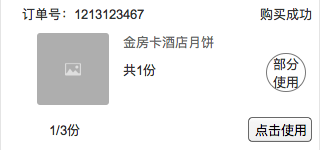 订单号：1213123467 购买成功
金房卡酒店月饼
共1份
部分
使用
1/3份 点击使用